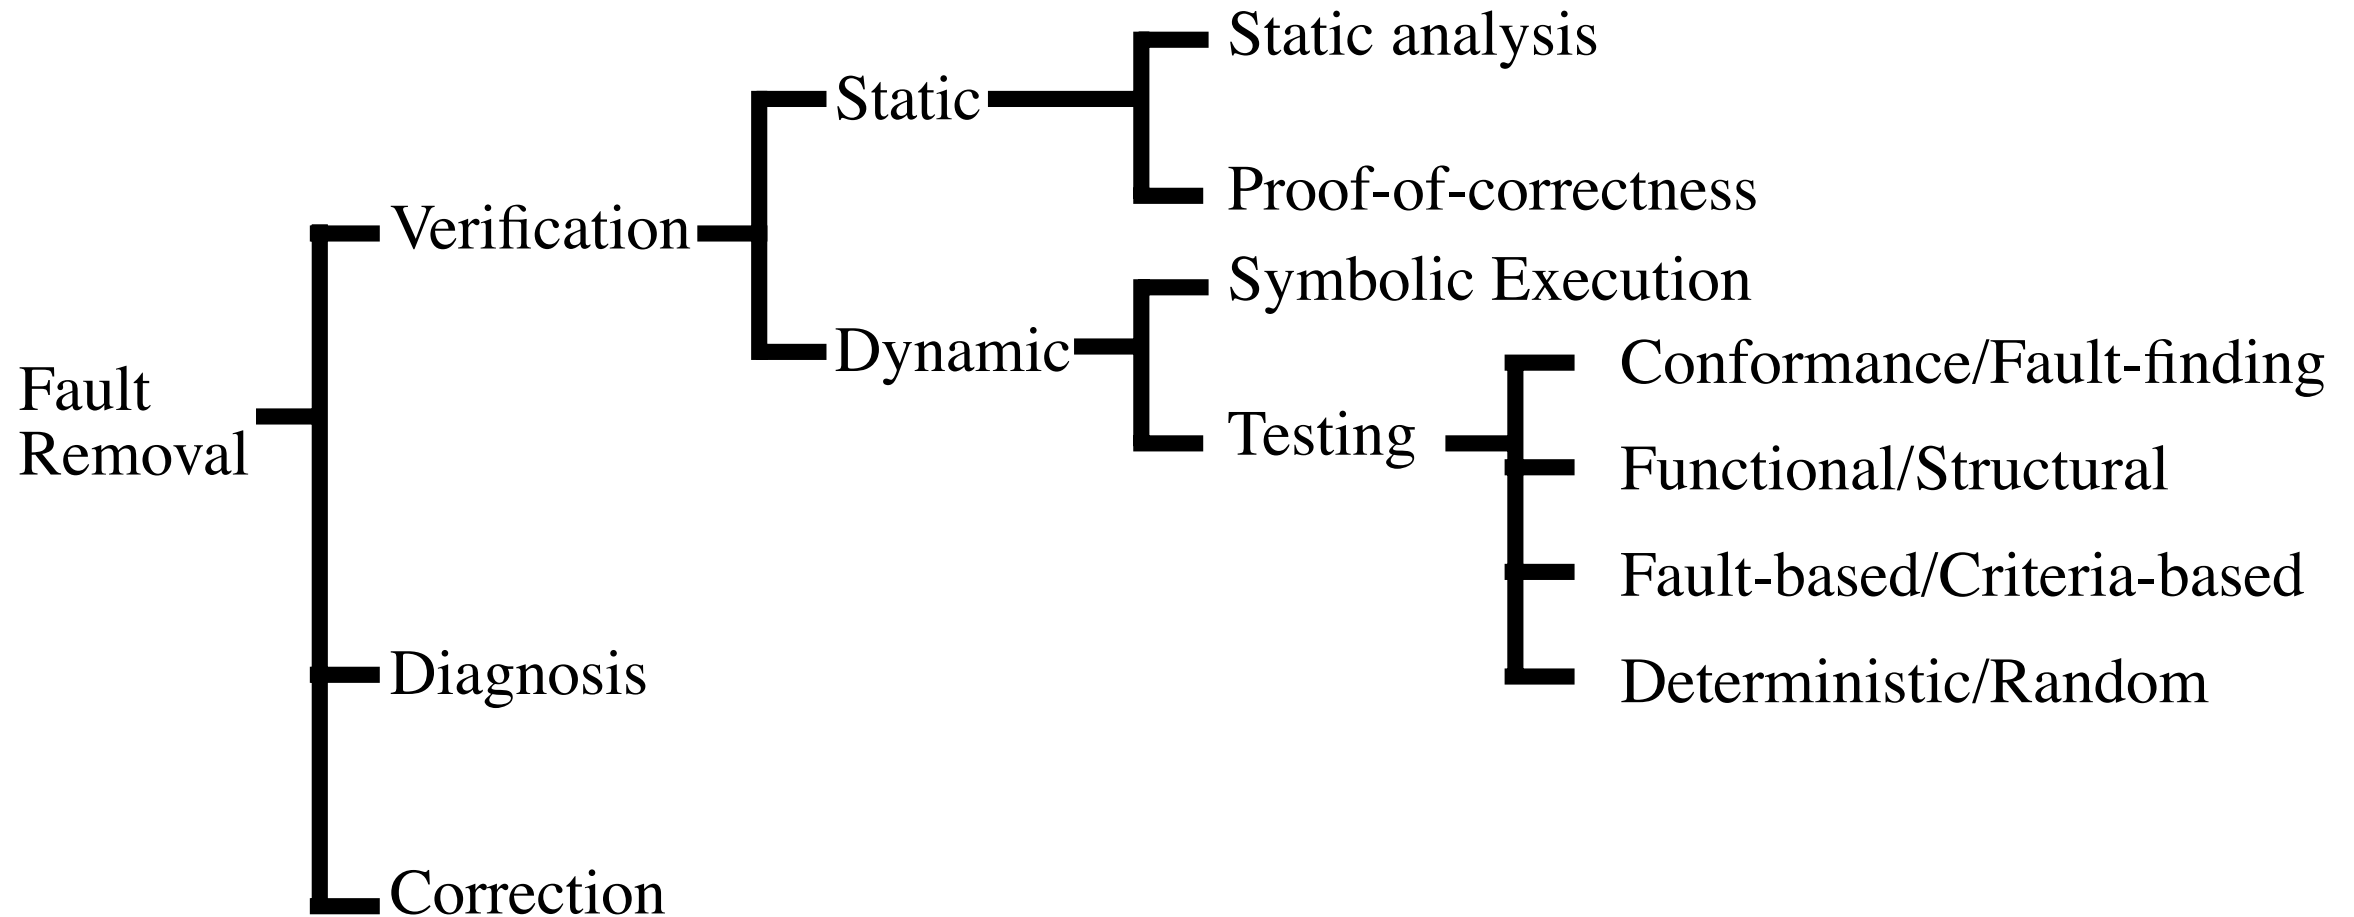 Static analysis
Static
Proof-of-correctness
Verification
Symbolic Execution
Dynamic
Conformance/Fault-finding
Fault
Removal
Testing
Functional/Structural
Fault-based/Criteria-based
Diagnosis
Deterministic/Random
Correction